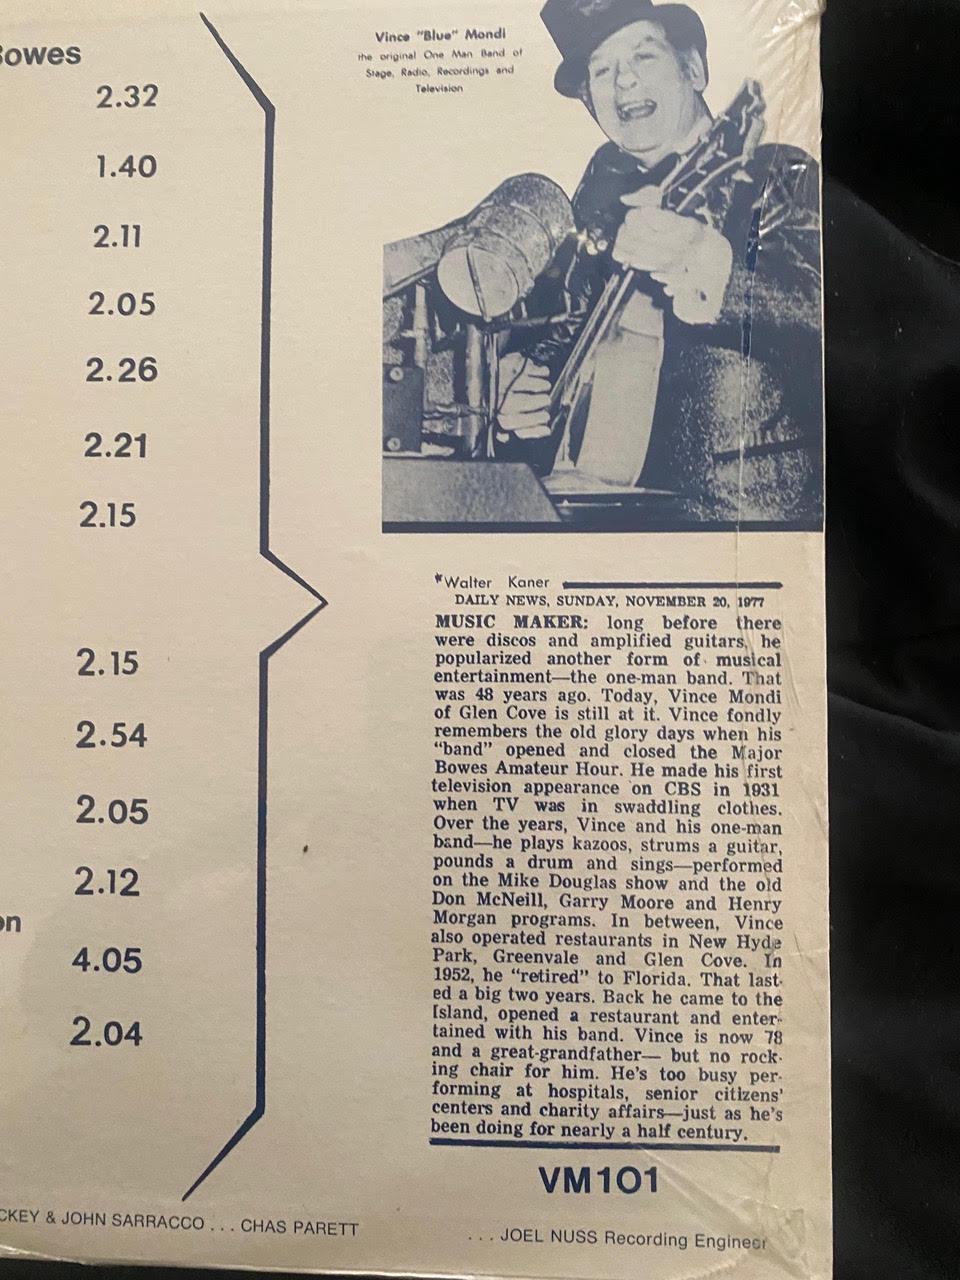 Bowes
2.32
1.40
2.11
2.05
2.26
2.21
2.15
2.15
2.54
2.05
2.12
on
4.05
2.04
Vince "Blue" Mondi
the original One Man Band of
Stage, Radio, Recordings and
Television
*Walter Kaner
DAILY NEWS, SUNDAY, NOVEMBER 20, 1977
MUSIC MAKER: long before there
were discos and amplified guitars, he
popularized another form of musical
entertainment—the one-man band. That
was 48 years ago. Today, Vince Mondi
of Glen Cove is still at it. Vince fondly
remembers the old glory days when his
"band" opened and closed the Major
Bowes Amateur Hour. He made his first
television appearance on CBS in 1931
when TV was in swaddling clothes.
Over the years, Vince and his one-man
band—he plays kazoos, strums a guitar,
pounds a drum and sings—performed
on the Mike Douglas show and the old
Don McNeill, Garry Moore and Henry
Morgan programs. In between, Vince
also operated restaurants in New Hyde
Park, Greenvale and Glen Cove. In
1952, he "retired" to Florida. That last-
ed a big two years. Back he came to the
Island, opened a restaurant and enter-
tained with his band. Vince is now 78
and a great-grandfather— but no rock-
ing chair for him. He's too busy per-
forming at hospitals, senior citizens'
centers and charity affairs—just as he's
been doing for nearly a half century.
VM101
CKEY & JOHN SARRACCO . . . CHAS PARETT
. . . JOEL NUSS Recording Engineer